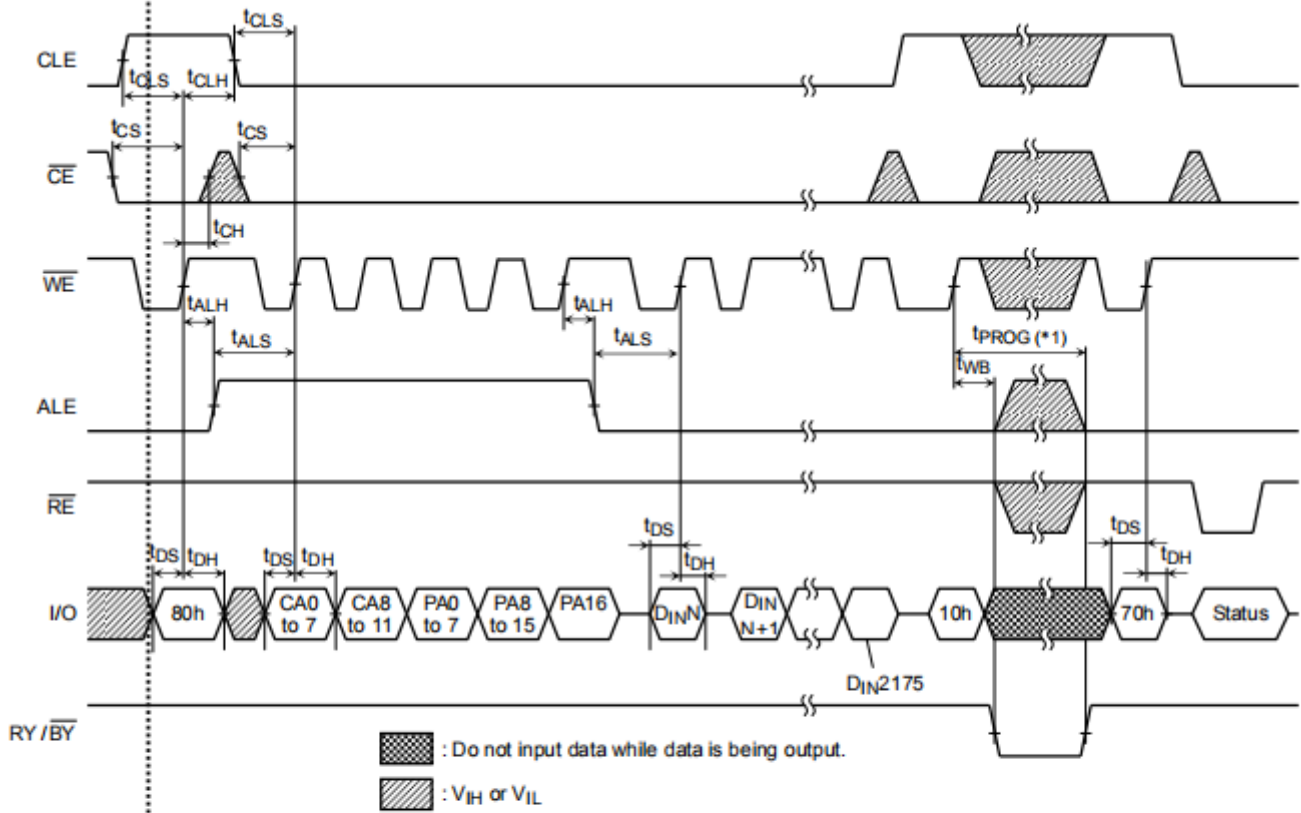 tCLS
CLE
tCLS tCLH
tCS tCS
CE
tCH
WE
tALH tALH
tALS tALS tPROG (*1)
tWB
ALE
RE
tDS tDH tDS tDH tDS tDH tDS tDH
I/O 80h CA0 to 7 CA8 to 11 PA0 to 7 PA8 to 15 PA16 DINN DIN N+1 10h 70h Status
DIN2175
RY / BY
: Do not input data while data is being output.
: VIH or VIL